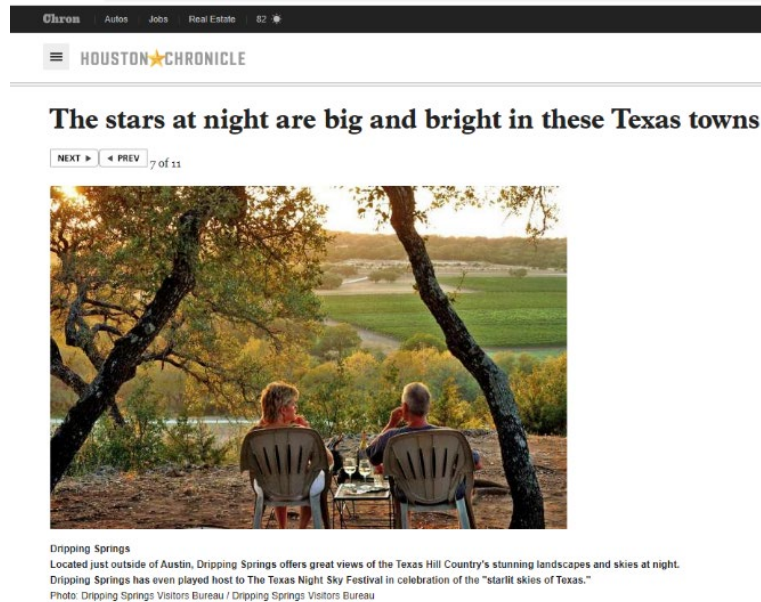 Chron Autos Jobs Real Estate 82
HOUSTON CHRONICLE
The stars at night are big and bright in these Texas towns
NEXT PREV 7 of 11
Dripping Springs
Located just outside of Austin, Dripping Springs offers great views of the Texas Hill Country's stunning landscapes and skies at night.
Dripping Springs has even played host to The Texas Night Sky Festival in celebration of the "starlit skies of Texas."
Photo: Dripping Springs Visitors Bureau / Dripping Springs Visitors Bureau